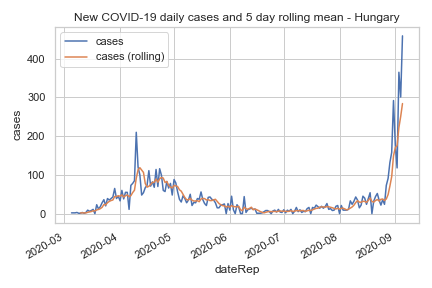 New COVID-19 daily cases and 5 day rolling mean - Hungary
cases
cases (rolling)
400
300
200
100
0
cases
2020-03
2020-04
2020-05
2020-06
2020-07
2020-08
2020-09
dateRep